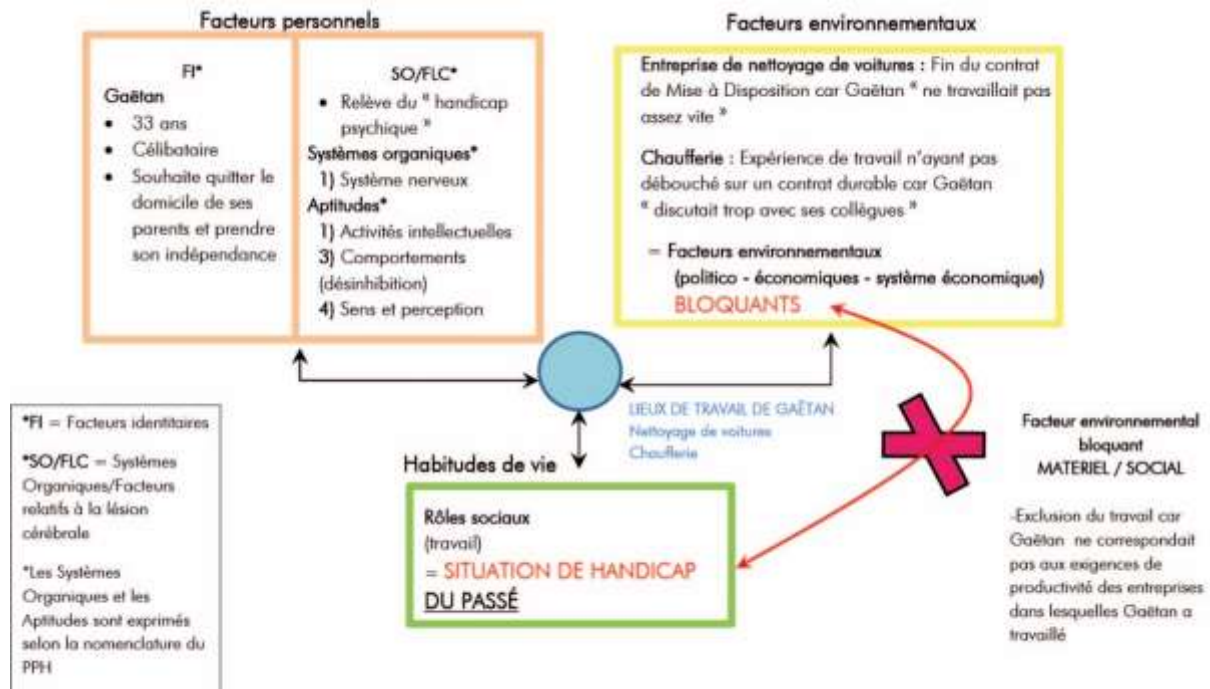 Facteurs personnels
FI*
Gaëtan
• 33 ans
• Célibataire
• Souhaite quitter le
domicile de ses
parents et prendre
son indépendance
SO/FLC*
• Relève du " handicap
psychique "
Systèmes organiques*
1) Système nerveux
Aptitudes*
1) Activités intellectuelles
3) Comportements
(désinhibition)
4) Sens et perception
Facteurs environnementaux
Entreprise de nettoyage de voitures : Fin du contrat
de Mise à Disposition car Gaëtan " ne travaillait pas
assez vite "
Chaufferie : Expérience de travail n'ayant pas
débouché sur un contrat durable car Gaëtan
" discutait trop avec ses collègues "
= Facteurs environnementaux
(politico - économiques - système économique)
BLOQUANTS
LIEUX DE TRAVAIL DE GAËTAN
Nettoyage de voitures
Chaufferie
Habitudes de vie
Rôles sociaux
(travail)
= SITUATION DE HANDICAP
DU PASSÉ
*FI = Facteurs identitaires
*SO/FLC = Systèmes
Organiques/Facteurs
relatifs à la lésion
cérébrale
*Les Systèmes
Organiques et les
Aptitudes sont exprimés
selon la nomenclature du
PPH
Facteur environnemental
bloquant
MATERIEL / SOCIAL
-Exclusion du travail car
Gaëtan ne correspondait
pas aux exigences de
productivité des entreprises
dans lesquelles Gaëtan a
travaillé